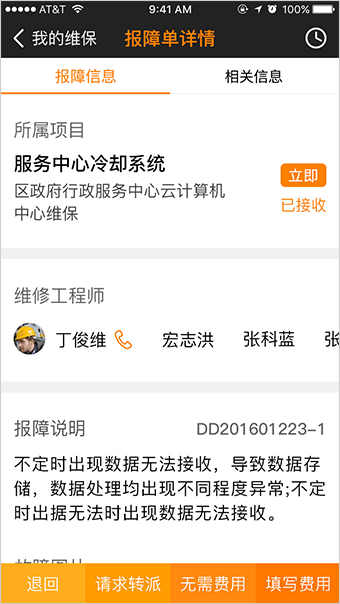 AT&T 9:41 AM 100%
我的维保 报障单详情
报障信息 相关信息
所属项目
服务中心冷却系统
立即
区政府行政服务中心云计算机
中心维保
已接收
维修工程师
丁俊维 宏志洪 张科蓝 张
报障说明 DD201601223-1
不定时出现数据无法接收，导致数据存
储，数据处理均出现不同程度异常;不定
时出据无法时出现数据无法接收。
退回 请求转派 无需费用 填写费用